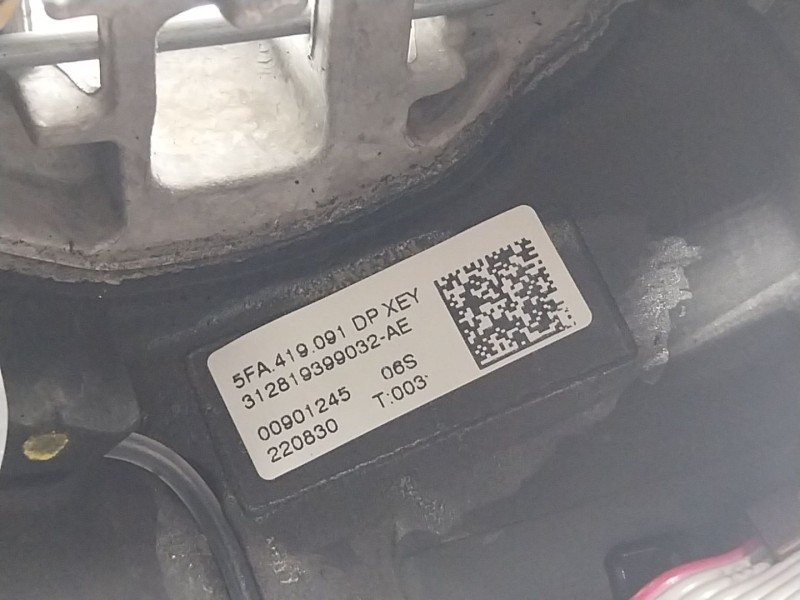 5FA.419.091 DP XEY
312819399032-AE
00901245 06S
220830 T:003